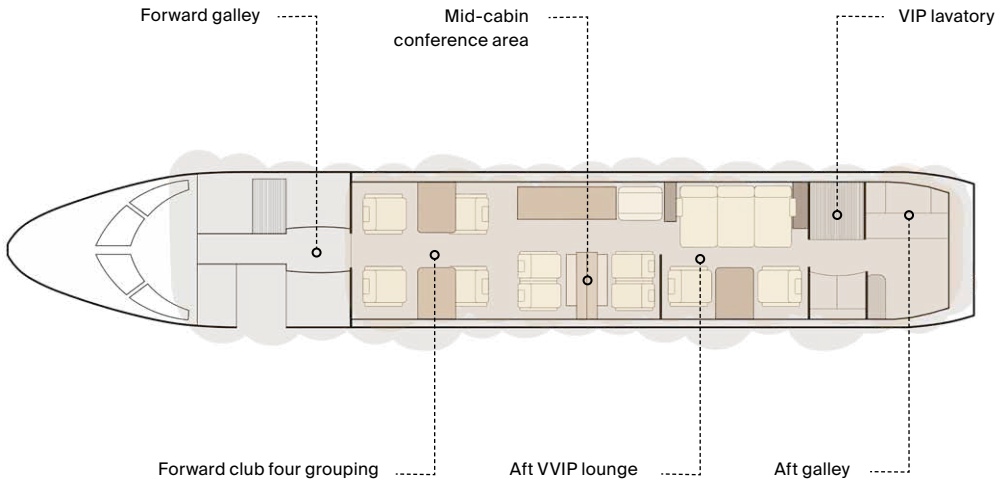 Forward galley
Mid-cabin
conference area
VIP lavatory
Forward club four grouping
Aft VVIP lounge
Aft galley